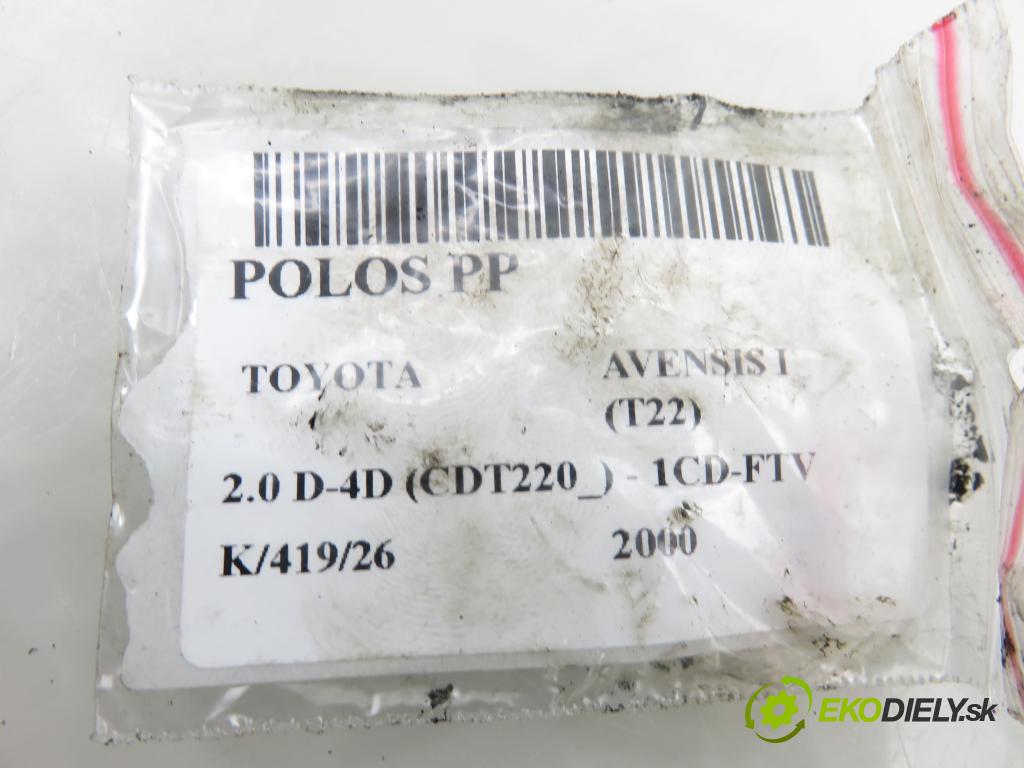 POLOS PP
TOYOTA AVENSIS I
(T22)
2.0 D-4D (CDT220_) - 1CD-FTV
K/419/26 2000
EKODIELY.sk